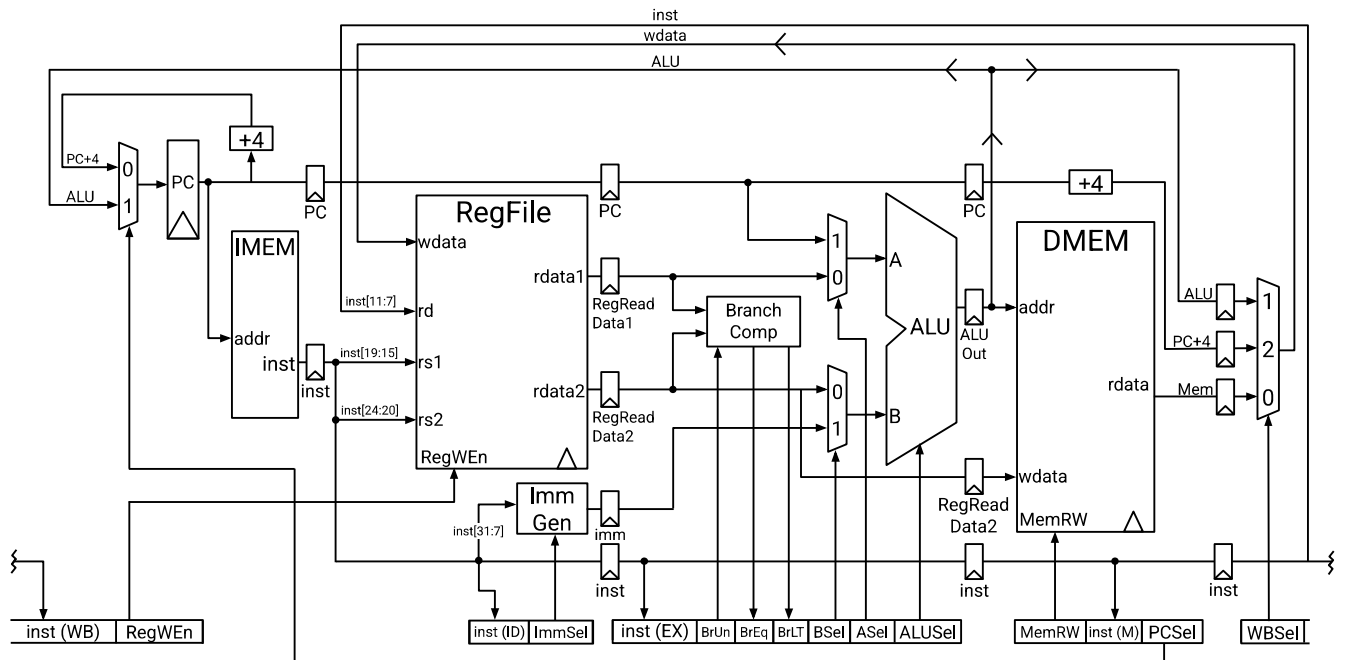 inst
wdata
ALU
+4
PC+4
0
ALU
1
PC
PC
PC
PC
+4
IMEM
addr
inst
inst
RegFile
wdata
inst[11:7]
rd
inst[19:15]
rs1
inst[24:20]
rs2
RegWEn
rdata1
rdata2
RegRead
Data1
RegRead
Data2
Imm
Gen
inst[31:7]
imm
inst
Branch
Comp
1
0
0
1
A
B
ALU
ALU
Out
DMEM
addr
rdata
wdata
MemRW
RegRead
Data2
inst
inst
ALU
1
PC+4
2
Mem
0
inst (WB)
RegWEn
inst (ID)
ImmSel
inst (EX)
BrUn
BrEq
BrLT
BSel
ASel
ALUSel
MemRW
inst (M)
PCSel
WBSel